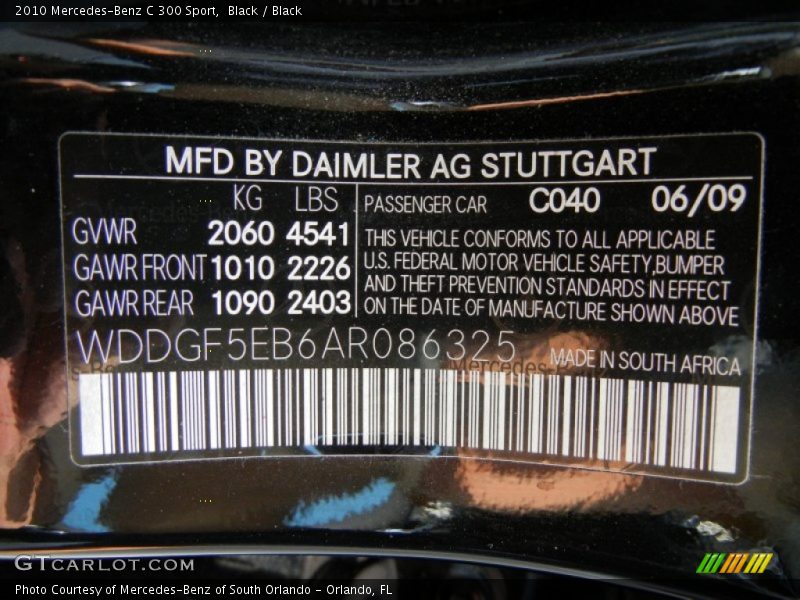 2010 Mercedes-Benz C 300 Sport,  Black / Black
MFD BY DAIMLER AG STUTTGART
KG LBS
GVWR 2060 4541
GAWR FRONT 1010 2226
GAWR REAR 1090 2403
PASSENGER CAR C040 06/09
THIS VEHICLE CONFORMS TO ALL APPLICABLE
U.S. FEDERAL MOTOR VEHICLE SAFETY,BUMPER
AND THEFT PREVENTION STANDARDS IN EFFECT
ON THE DATE OF MANUFACTURE SHOWN ABOVE
WDDGF5EB6AR086325
MADE IN SOUTH AFRICA
GTCARLOT.COM
Photo Courtesy of Mercedes-Benz of South Orlando - Orlando, FL